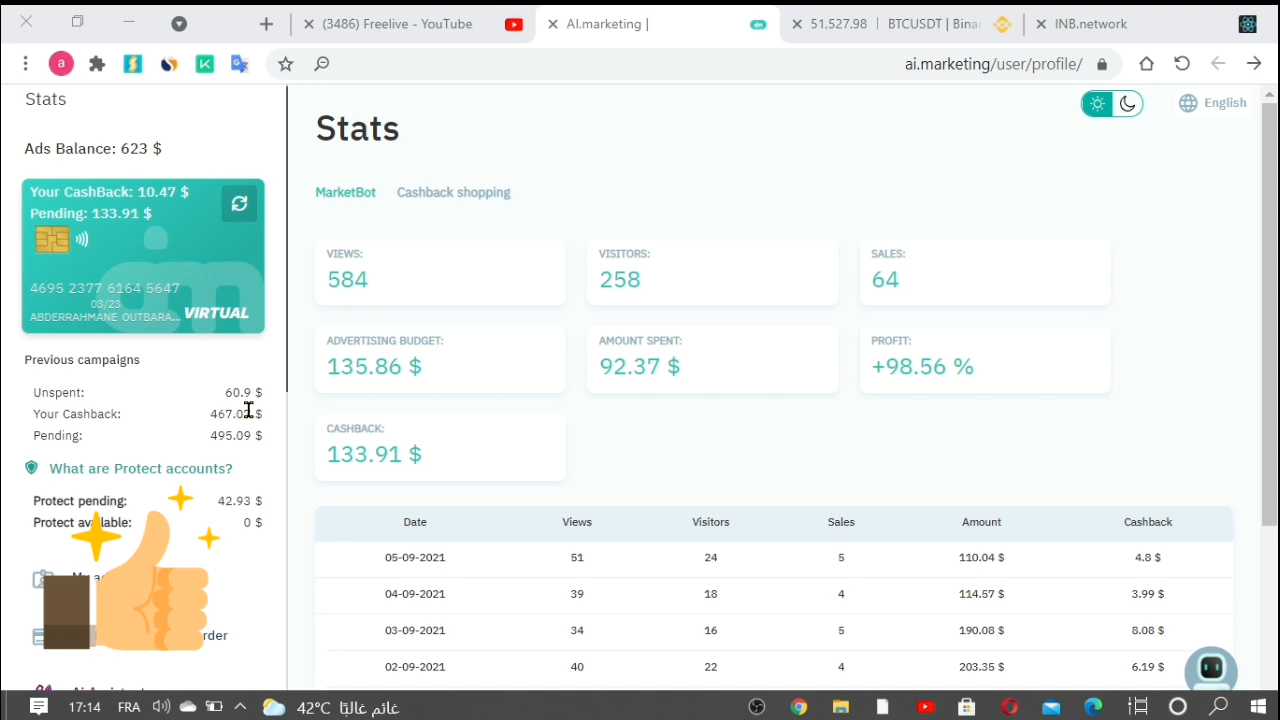 (3486) Freelive - YouTube
AI.marketing |
51,527.98 | BTCUSDT | Binan
INB.network
a
ai.marketing/user/profile/
Stats
Ads Balance: 623 $
Your CashBack: 10.47 $
Pending: 133.91 $
4695 2377 6164 5647
03/23
ABDERRAHMANE OUTBARA...
VIRTUAL
Previous campaigns
Unspent: 60.9 $
Your Cashback: $
Pending: 495.09 $
What are Protect accounts?
Protect pending: 42.93 $
Protect available: 0 $
My
rder
Ai Assistant
Stats
English
MarketBot Cashback shopping
VIEWS:
584
VISITORS:
258
SALES:
64
ADVERTISING BUDGET:
135.86 $
AMOUNT SPENT:
92.37 $
PROFIT:
+98.56 %
CASHBACK:
133.91 $
Date Views Visitors Sales Amount Cashback
05-09-2021 51 24 5 110.04 $ 4.8 $
04-09-2021 39 18 4 114.57 $ 3.99 $
03-09-2021 34 16 5 190.08 $ 8.08 $
02-09-2021 40 22 4 203.35 $ 6.19 $
17:14 FRA 42°C غائم غالبًا